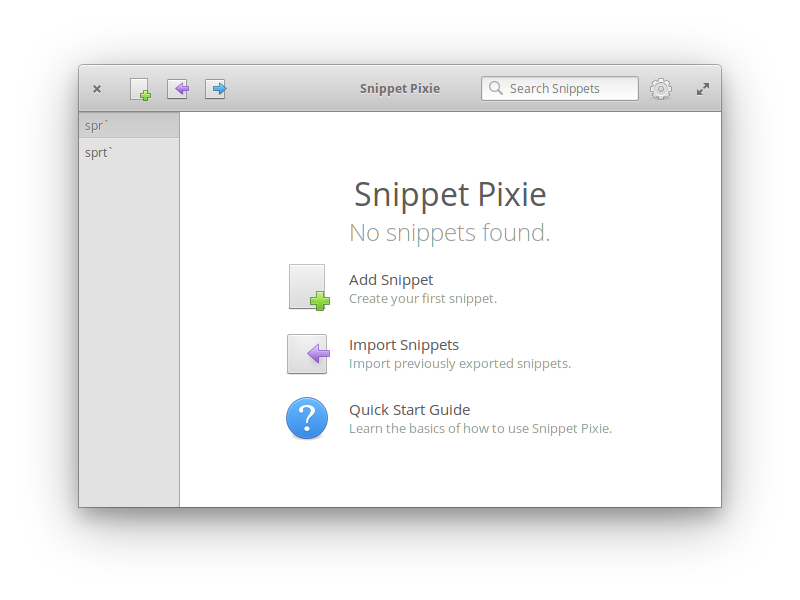 Snippet Pixie
Search Snippets
spr`
sprt`
Snippet Pixie
No snippets found.
Add Snippet
Create your first snippet.
Import Snippets
Import previously exported snippets.
Quick Start Guide
Learn the basics of how to use Snippet Pixie.